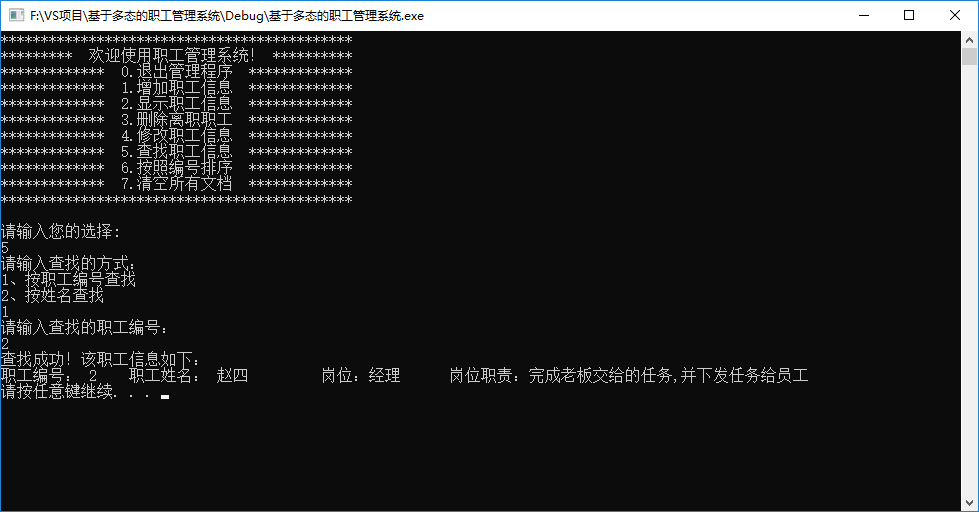 F:\VS项目\基于多态的职工管理系统\Debug\基于多态的职工管理系统.exe
********************************************
*********  欢迎使用职工管理系统!  **********
*************  0.退出管理程序  *************
*************  1.增加职工信息  *************
*************  2.显示职工信息  *************
*************  3.删除离职职工  *************
*************  4.修改职工信息  *************
*************  5.查找职工信息  *************
*************  6.按照编号排序  *************
*************  7.清空所有文档  *************
********************************************
请输入您的选择:
5
请输入查找的方式:
1、按职工编号查找
2、按姓名查找
1
请输入查找的职工编号:
2
查找成功!该职工信息如下:
职工编号: 2    职工姓名: 赵四         岗位:经理      岗位职责:完成老板交给的任务,并下发任务给员工
请按任意键继续. . .